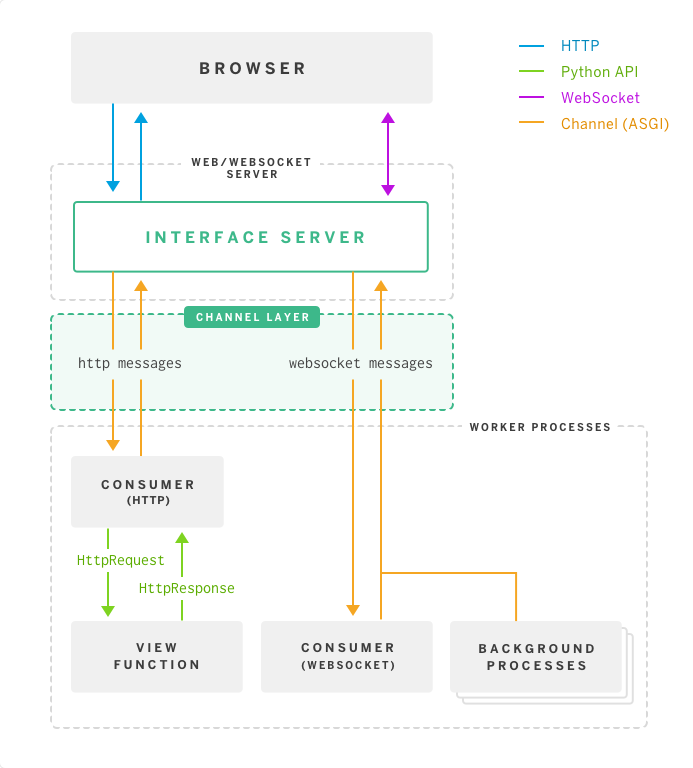 BROWSER
HTTP
Python API
WebSocket
Channel (ASGI)
WEB/WEBSOCKET
SERVER
INTERFACE SERVER
CHANNEL LAYER
http messages
websocket messages
WORKER PROCESSES
CONSUMER
(HTTP)
HttpRequest
HttpResponse
VIEW
FUNCTION
CONSUMER
(WEBSOCKET)
BACKGROUND
PROCESSES